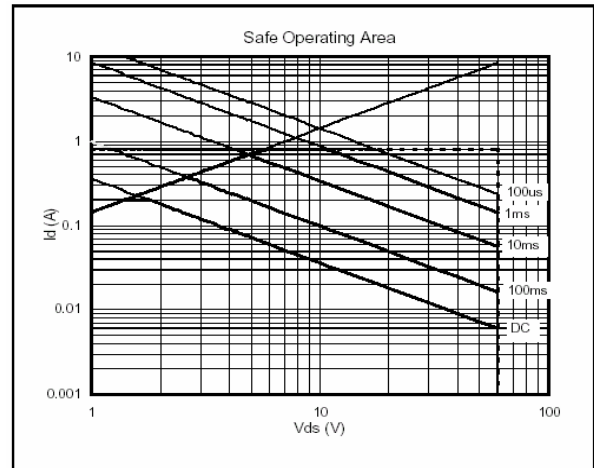 Safe Operating Area
10
1
0.1
0.01
0.001
Id (A)
100us
1ms
10ms
100ms
DC
1
10
100
Vds (V)